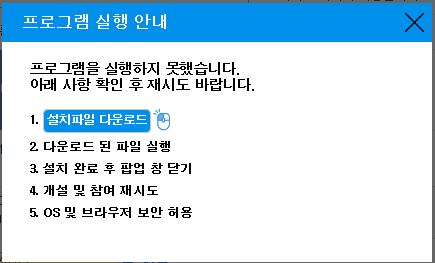 프로그램 실행 안내
프로그램을 실행하지 못했습니다.
아래 사항 확인 후 재시도 바랍니다.
1. 설치파일 다운로드
2. 다운로드 된 파일 실행
3. 설치 완료 후 팝업 창 닫기
4. 개설 및 참여 재시도
5. OS 및 브라우저 보안 허용